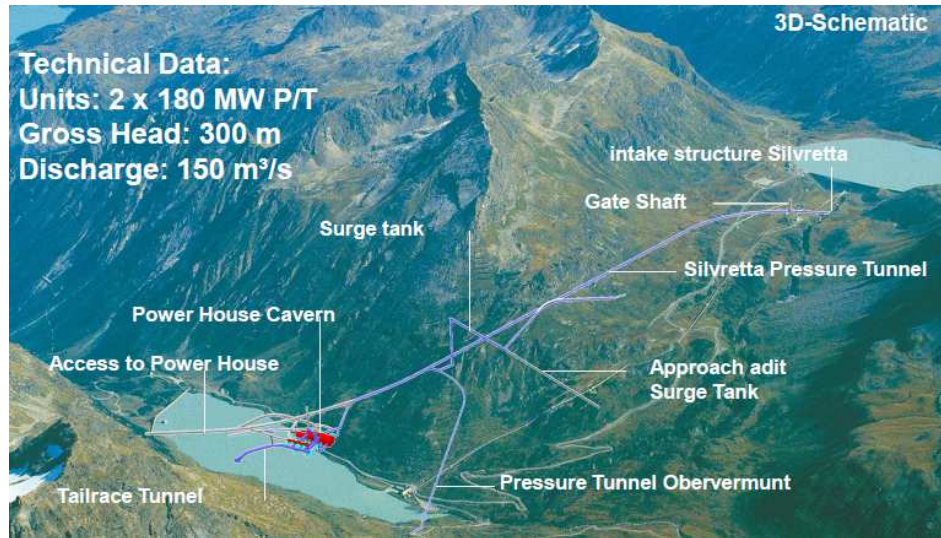 3D-Schematic
Technical Data:
Units: 2 x 180 MW P/T
Gross Head: 300 m
Discharge: 150 m³/s
intake structure Silvretta
Gate Shaft
Surge tank
Silvretta Pressure Tunnel
Power House Cavern
Access to Power House
Approach adit
Surge Tank
Pressure Tunnel Obervermunt
Tailrace Tunnel